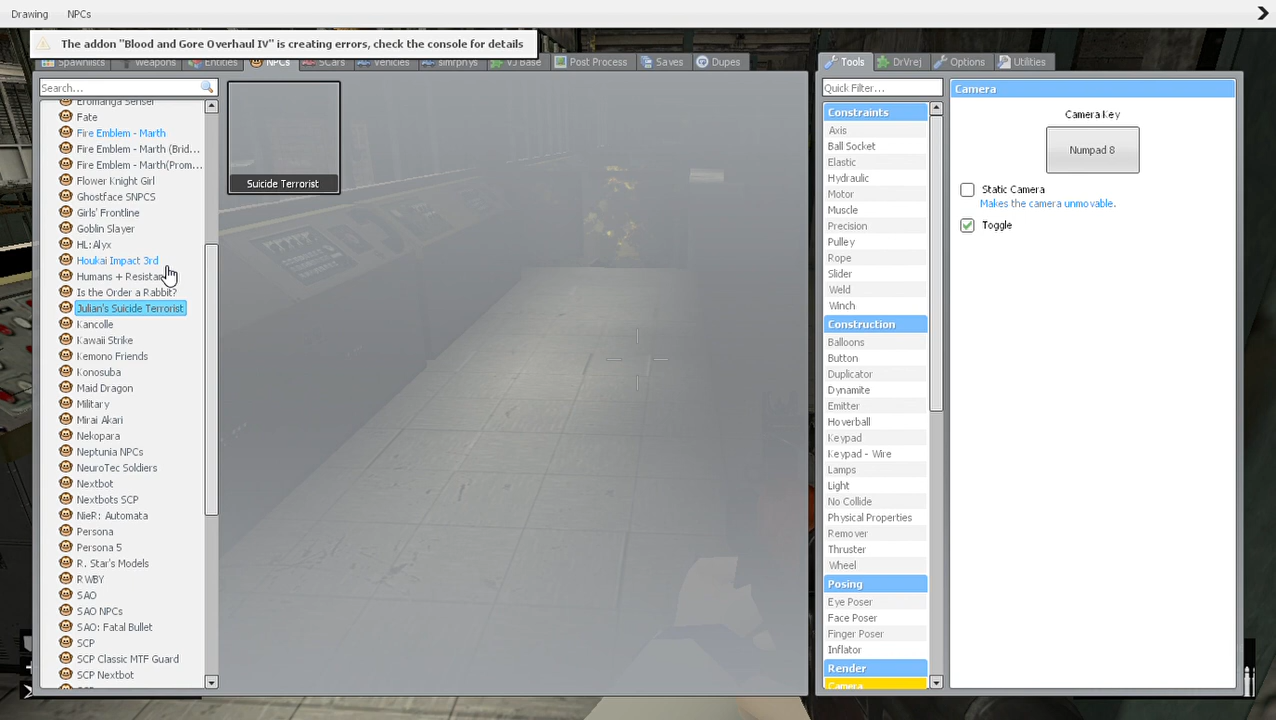 Drawing NPCs
The addon "Blood and Gore Overhaul IV" is creating errors, check the console for details
Spawnlists Weapons Entities NPCs SCars Vehicles simfphys VJ Base Post Process Saves Dupes
Tools DrVrej Options Utilities
Search...
Eromanga Sensei
Fate
Fire Emblem - Marth
Fire Emblem - Marth (Brid...
Fire Emblem - Marth(Prom...
Flower Knight Girl
Ghostface SNPCS
Girls' Frontline
Goblin Slayer
HL:Alyx
Houkai Impact 3rd
Humans + Resistan
Is the Order a Rabbit?
Julian's Suicide Terrorist
Kancolle
Kawaii Strike
Kemono Friends
Konosuba
Maid Dragon
Military
Mirai Akari
Nekopara
Neptunia NPCs
NeuroTec Soldiers
Nextbot
Nextbots SCP
NieR: Automata
Persona
Persona 5
R. Star's Models
RWBY
SAO
SAO NPCs
SAO: Fatal Bullet
SCP
SCP Classic MTF Guard
SCP Nextbot
Suicide Terrorist
Quick Filter...
Constraints
Axis
Ball Socket
Elastic
Hydraulic
Motor
Muscle
Precision
Pulley
Rope
Slider
Weld
Winch
Construction
Balloons
Button
Duplicator
Dynamite
Emitter
Hoverball
Keypad
Keypad - Wire
Lamps
Light
No Collide
Physical Properties
Remover
Thruster
Wheel
Posing
Eye Poser
Face Poser
Finger Poser
Inflator
Render
Camera
Camera
Camera Key
Numpad 8
Static Camera
Makes the camera unmovable.
Toggle